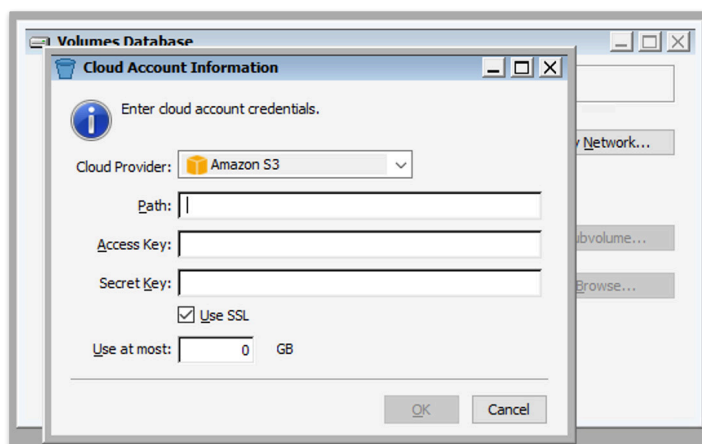 Volumes Database
Cloud Account Information
Enter cloud account credentials.
Cloud Provider: Amazon S3
Path:
Access Key:
Secret Key:
Use SSL
Use at most: 0 GB
OK Cancel
Network...
Browse...